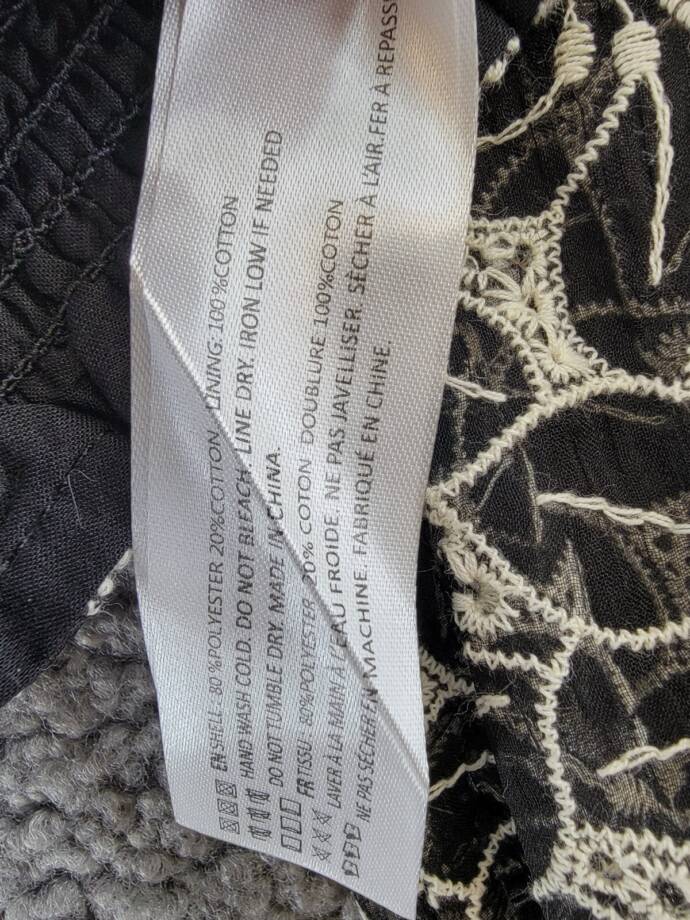 EN SHELL: 80%POLYESTER 20%COTTON LINING:100%COTTON
HAND WASH COLD. DO NOT BLEACH. LINE DRY. IRON LOW IF NEEDED
DO NOT TUMBLE DRY. MADE IN CHINA.
FR TISSU: 80%POLYESTER 20% COTON DOUBLURE 100%COTON
LAVER À LA MAIN À L'EAU FROIDE. NE PAS JAVELLISER. SÈCHER À L'AIR.FER À REPASS
NE PAS SÉCHER EN MACHINE. FABRIQUÉ EN CHINE.